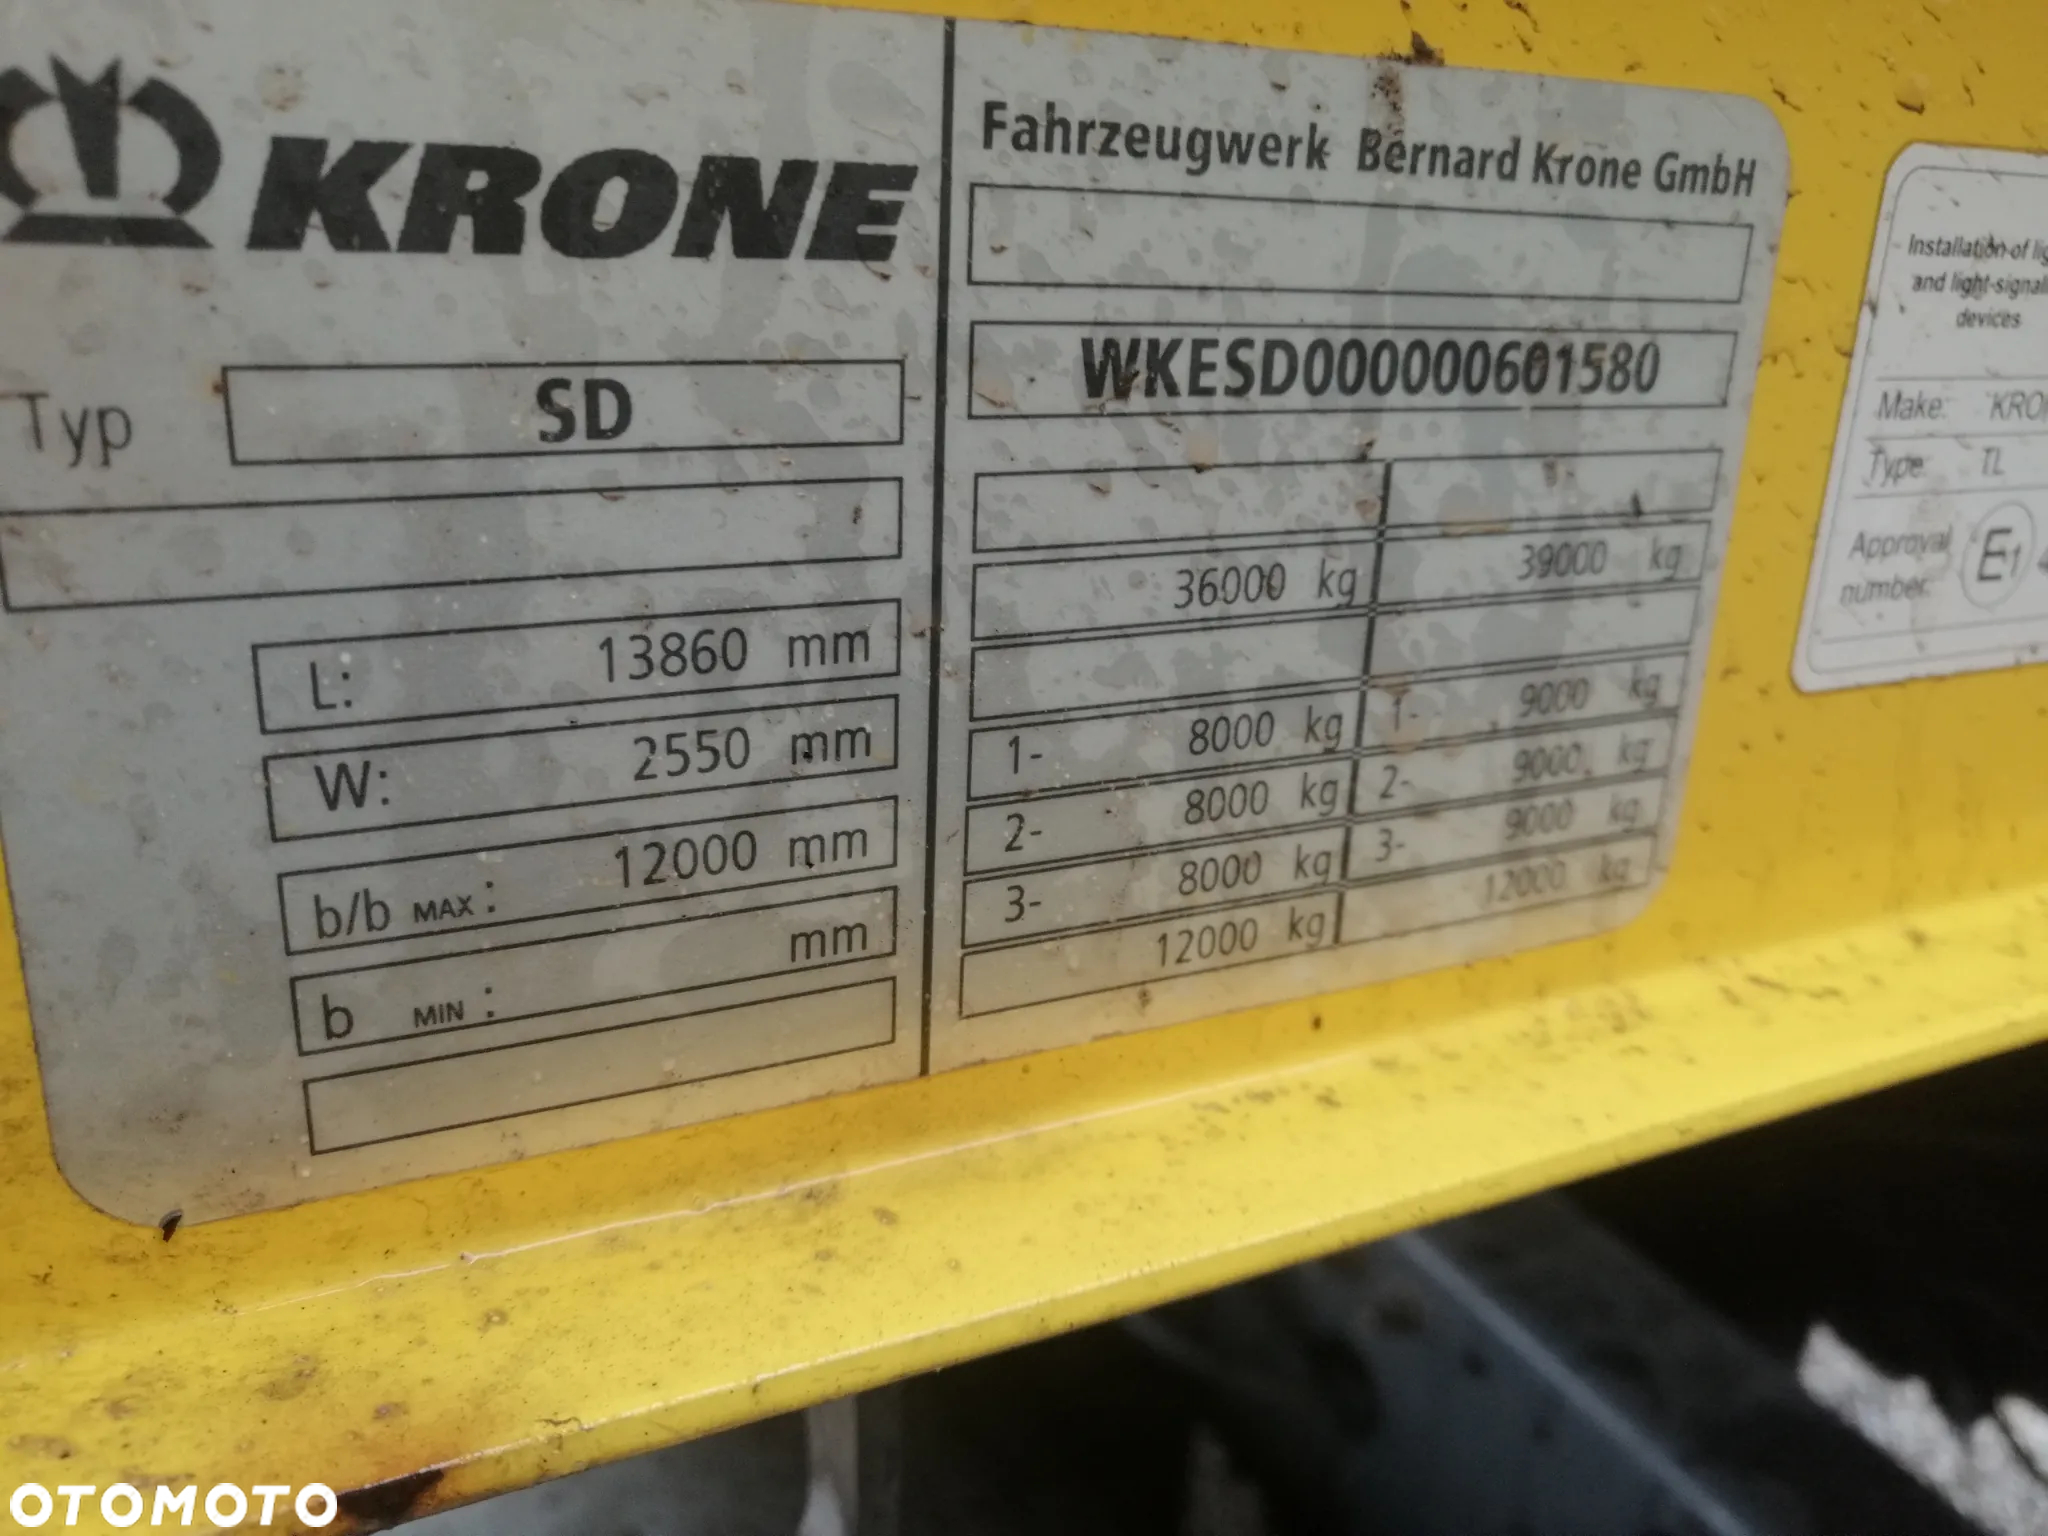 KRONE
Typ SD
L: 13860 mm
W: 2550 mm
b/b MAX: 12000 mm
b MIN: mm
Fahrzeugwerk Bernard Krone GmbH
WKESD000000601580
36000 kg 39000 kg
1- 8000 kg 1- 9000 kg
2- 8000 kg 2- 9000 kg
3- 8000 kg 3- 9000 kg
12000 kg 12000 kg
Installation of
and
devices
Make:
Type: TL
Approval
number: E1
OTOMOTO